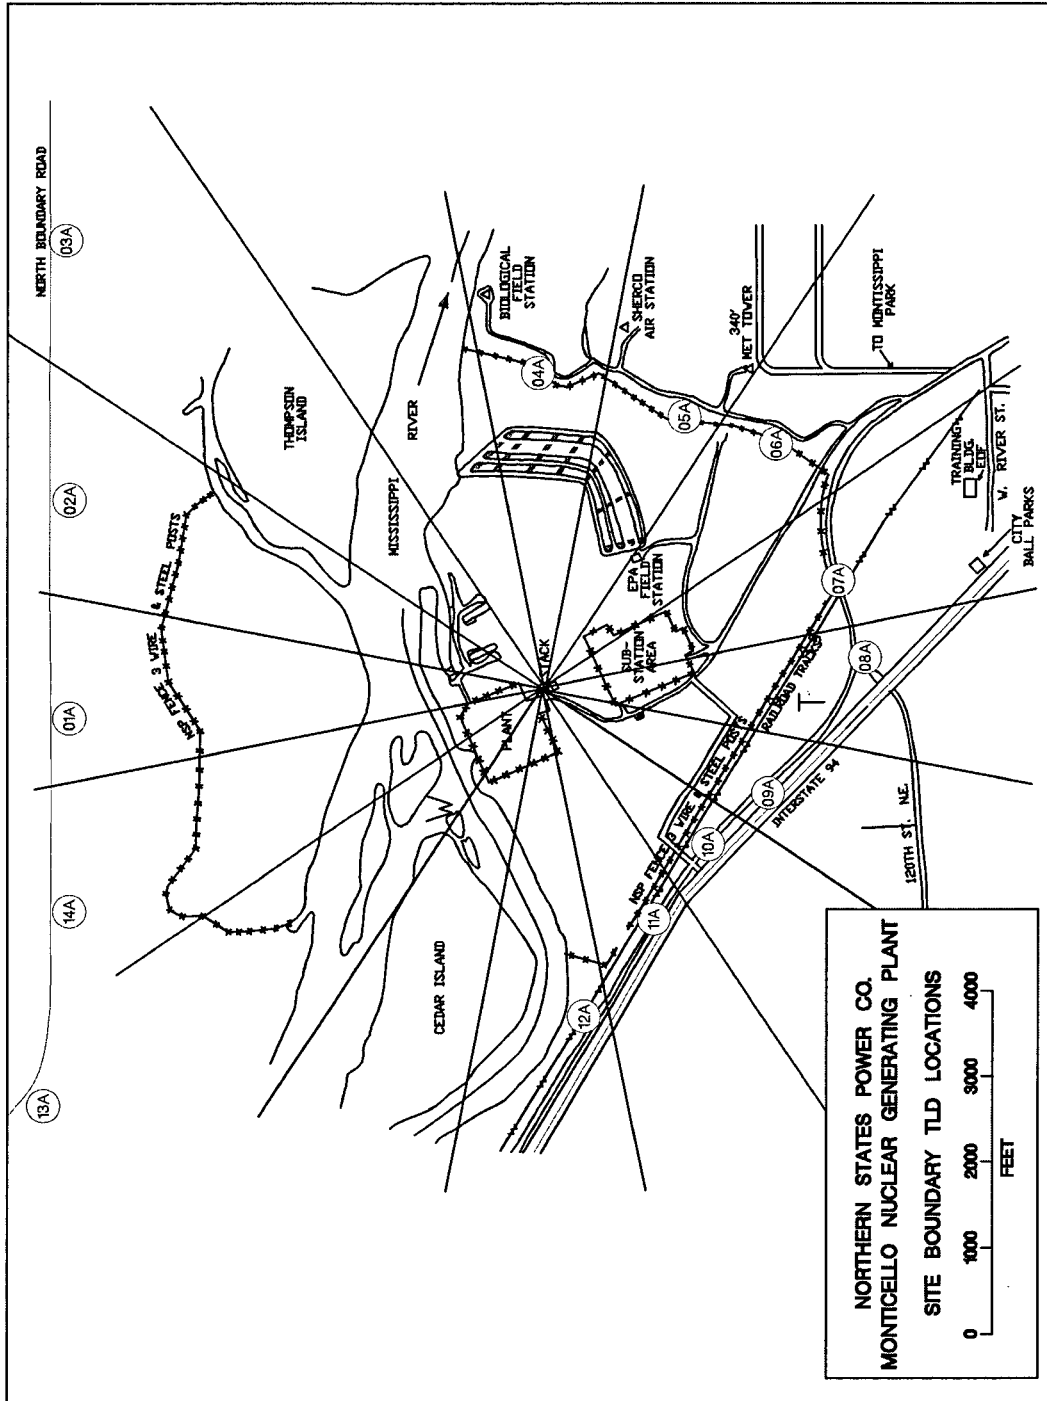 NORTH BOUNDARY ROAD
13A
14A
01A
02A
03A
NSP FENCE 3 WIRE & STEEL POSTS
THOMPSON
ISLAND
MISSISSIPPI
RIVER
CEDAR ISLAND
PLANT
STACK
BIOLOGICAL
FIELD
STATION
04A
SHERCO
AIR STATION
05A
06A
340'
MET TOWER
EPA
FIELD
STATION
SUB-
STATION
AREA
TO MONTISSIPPI
PARK
TRAINING
BLDG.
EOF
W. RIVER ST.
CITY
BALL PARKS
07A
08A
09A
10A
11A
12A
NSP FENCE 3 WIRE & STEEL POSTS
RAILROAD TRACKS
INTERSTATE 94
120TH ST. N.E.
NORTHERN STATES POWER CO.
MONTICELLO NUCLEAR GENERATING PLANT
SITE BOUNDARY TLD LOCATIONS
0 1000 2000 3000 4000
FEET